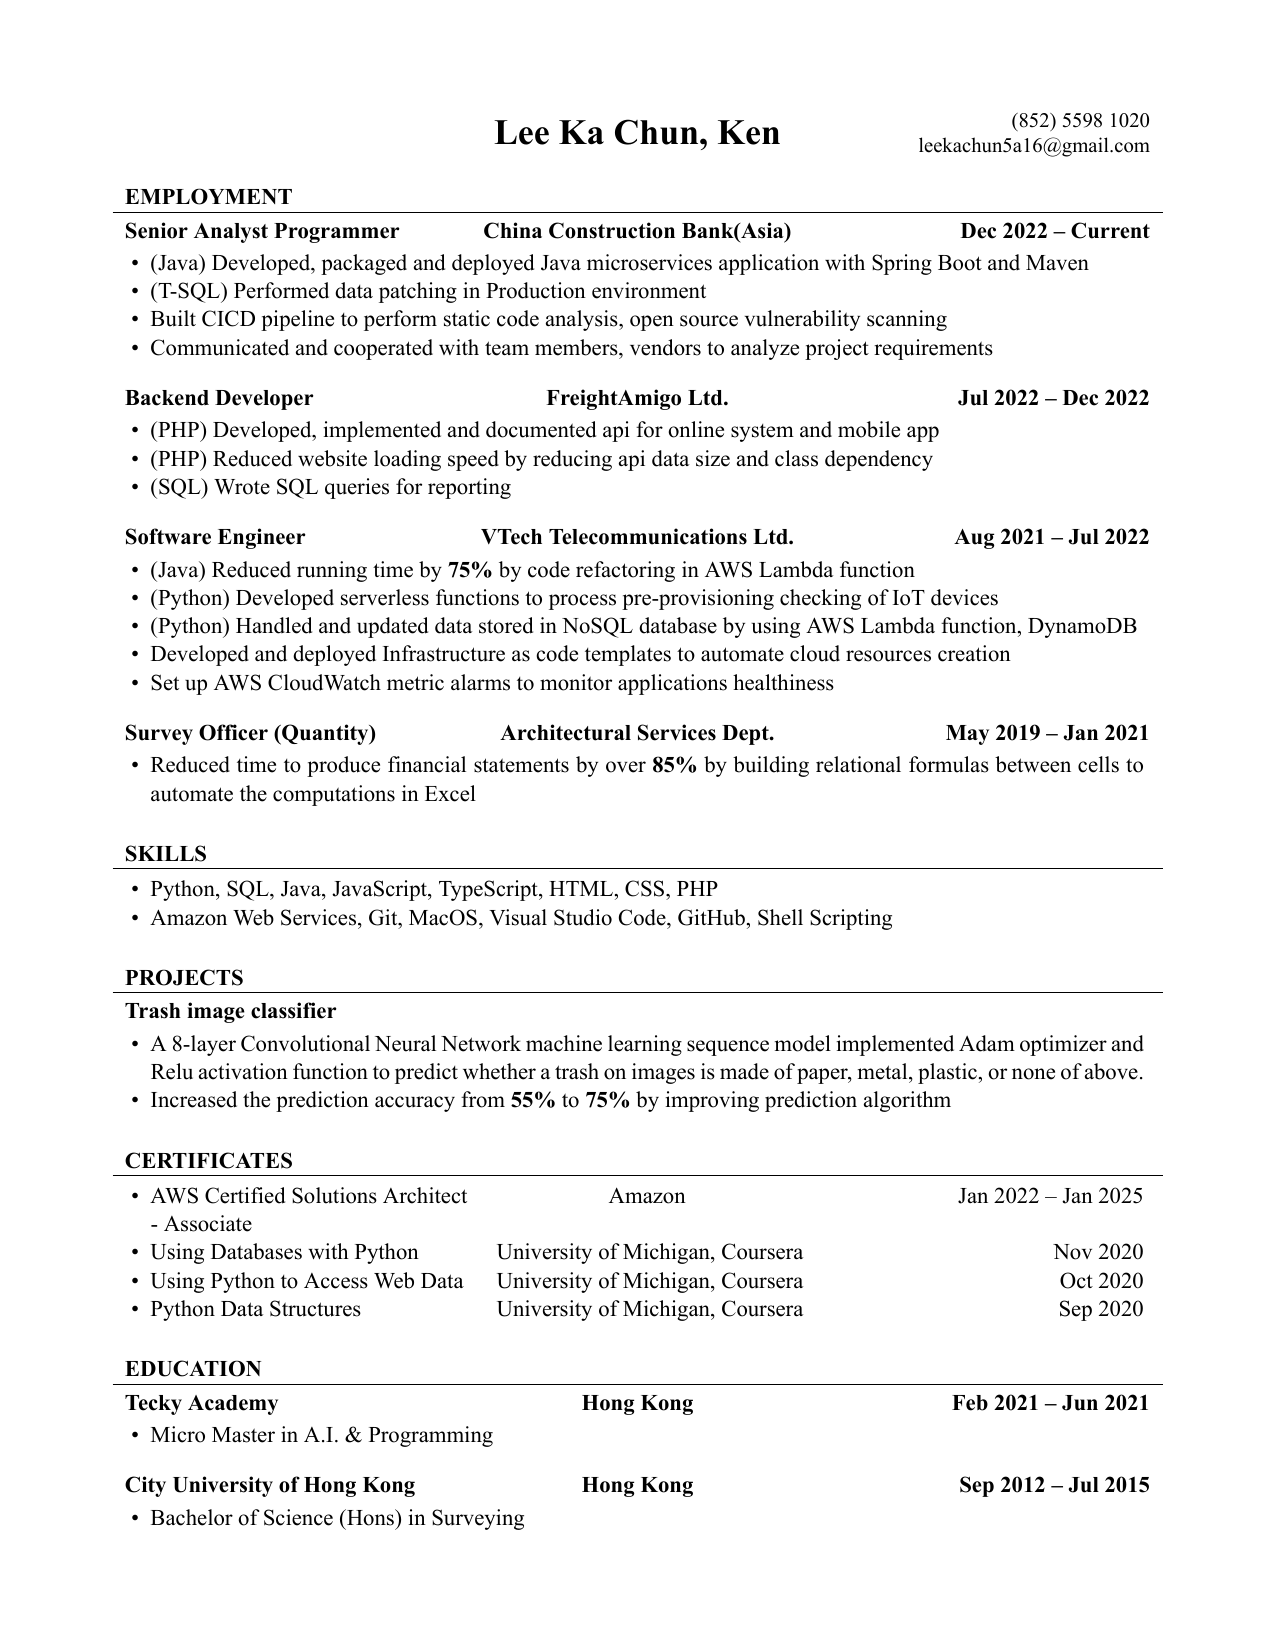 Lee Ka Chun, Ken
(852) 5598 1020
leekachun5a16@gmail.com
EMPLOYMENT
Senior Analyst Programmer China Construction Bank(Asia) Dec 2022 – Current
• (Java) Developed, packaged and deployed Java microservices application with Spring Boot and Maven
• (T-SQL) Performed data patching in Production environment
• Built CICD pipeline to perform static code analysis, open source vulnerability scanning
• Communicated and cooperated with team members, vendors to analyze project requirements
Backend Developer FreightAmigo Ltd. Jul 2022 – Dec 2022
• (PHP) Developed, implemented and documented api for online system and mobile app
• (PHP) Reduced website loading speed by reducing api data size and class dependency
• (SQL) Wrote SQL queries for reporting
Software Engineer VTech Telecommunications Ltd. Aug 2021 – Jul 2022
• (Java) Reduced running time by 75% by code refactoring in AWS Lambda function
• (Python) Developed serverless functions to process pre-provisioning checking of IoT devices
• (Python) Handled and updated data stored in NoSQL database by using AWS Lambda function, DynamoDB
• Developed and deployed Infrastructure as code templates to automate cloud resources creation
• Set up AWS CloudWatch metric alarms to monitor applications healthiness
Survey Officer (Quantity) Architectural Services Dept. May 2019 – Jan 2021
• Reduced time to produce financial statements by over 85% by building relational formulas between cells to
automate the computations in Excel
SKILLS
• Python, SQL, Java, JavaScript, TypeScript, HTML, CSS, PHP
• Amazon Web Services, Git, MacOS, Visual Studio Code, GitHub, Shell Scripting
PROJECTS
Trash image classifier
• A 8-layer Convolutional Neural Network machine learning sequence model implemented Adam optimizer and
Relu activation function to predict whether a trash on images is made of paper, metal, plastic, or none of above.
• Increased the prediction accuracy from 55% to 75% by improving prediction algorithm
CERTIFICATES
• AWS Certified Solutions Architect Amazon Jan 2022 – Jan 2025
- Associate
• Using Databases with Python University of Michigan, Coursera Nov 2020
• Using Python to Access Web Data University of Michigan, Coursera Oct 2020
• Python Data Structures University of Michigan, Coursera Sep 2020
EDUCATION
Tecky Academy Hong Kong Feb 2021 – Jun 2021
• Micro Master in A.I. & Programming
City University of Hong Kong Hong Kong Sep 2012 – Jul 2015
• Bachelor of Science (Hons) in Surveying